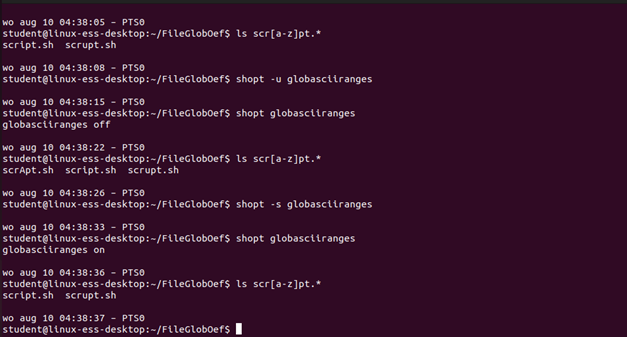 wo aug 10 04:38:05 - PTS0
student@linux-ess-desktop:~/FileGlobOef$ ls scr[a-z]pt.*
script.sh  scrupt.sh
wo aug 10 04:38:08 - PTS0
student@linux-ess-desktop:~/FileGlobOef$ shopt -u globasciiranges
wo aug 10 04:38:15 - PTS0
student@linux-ess-desktop:~/FileGlobOef$ shopt globasciiranges
globasciiranges off
wo aug 10 04:38:22 - PTS0
student@linux-ess-desktop:~/FileGlobOef$ ls scr[a-z]pt.*
scrApt.sh  script.sh  scrupt.sh
wo aug 10 04:38:26 - PTS0
student@linux-ess-desktop:~/FileGlobOef$ shopt -s globasciiranges
wo aug 10 04:38:33 - PTS0
student@linux-ess-desktop:~/FileGlobOef$ shopt globasciiranges
globasciiranges on
wo aug 10 04:38:36 - PTS0
student@linux-ess-desktop:~/FileGlobOef$ ls scr[a-z]pt.*
script.sh  scrupt.sh
wo aug 10 04:38:37 - PTS0
student@linux-ess-desktop:~/FileGlobOef$